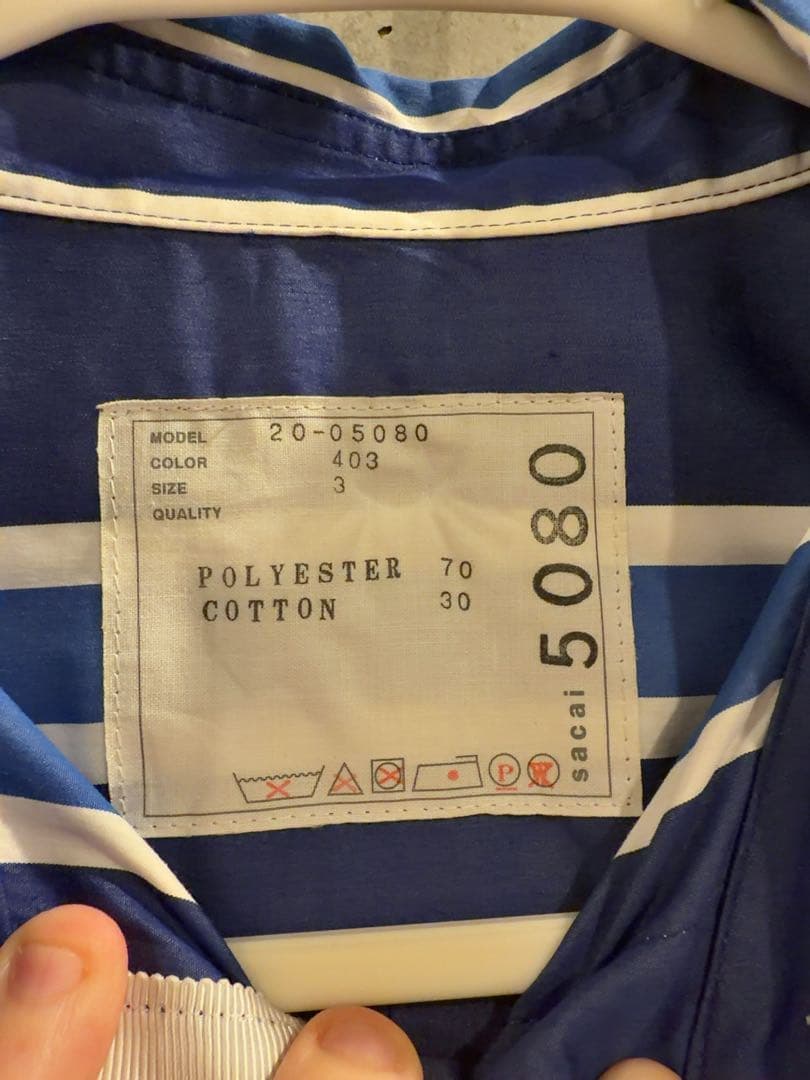 MODEL 20-05080
COLOR 403
SIZE 3
QUALITY
POLYESTER 70
COTTON 30
P
W
sacai 5080